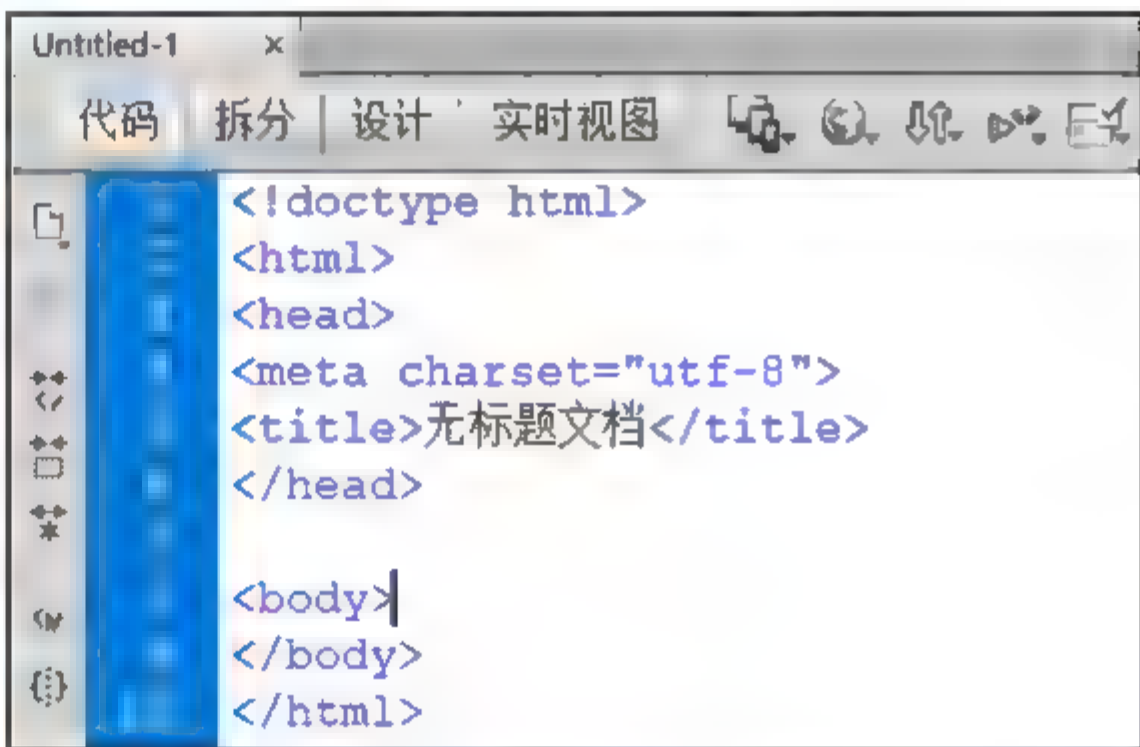 Untitled-1 ×
代码 拆分 设计 实时视图
<!doctype html>
<html>
<head>
<meta charset="utf-8">
<title>无标题文档</title>
</head>
<body>
</body>
</html>